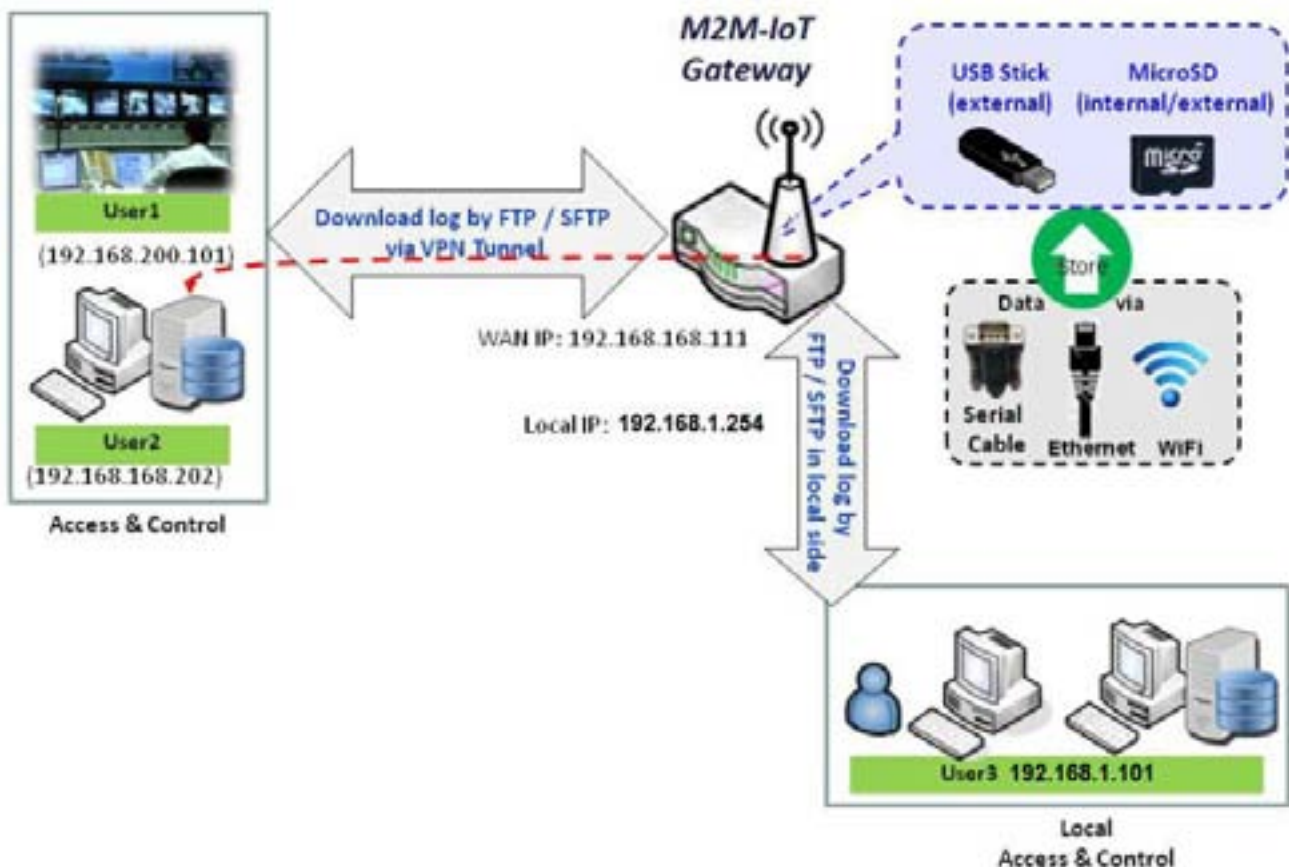 M2M-IoT
Gateway
USB Stick
(external)
MicroSD
(internal/external)
micro
SD
User1
(192.168.200.101)
Download log by FTP / SFTP
via VPN Tunnel
Store
Data via
Serial
Cable
Ethernet
WiFi
WAN IP: 192.168.168.111
Local IP: 192.168.1.254
User2
(192.168.168.202)
Access & Control
Download log by
FTP / SFTP in local side
User3 192.168.1.101
Local
Access & Control